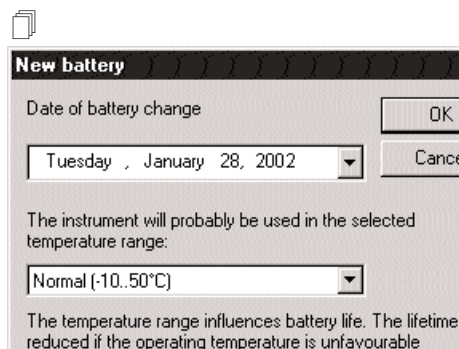 New battery
Date of battery change
OK
Tuesday , January 28, 2002
Cance
The instrument will probably be used in the selected
temperature range:
Normal (-10..50°C)
The temperature range influences battery life. The lifetime
reduced if the operating temperature is unfavourable